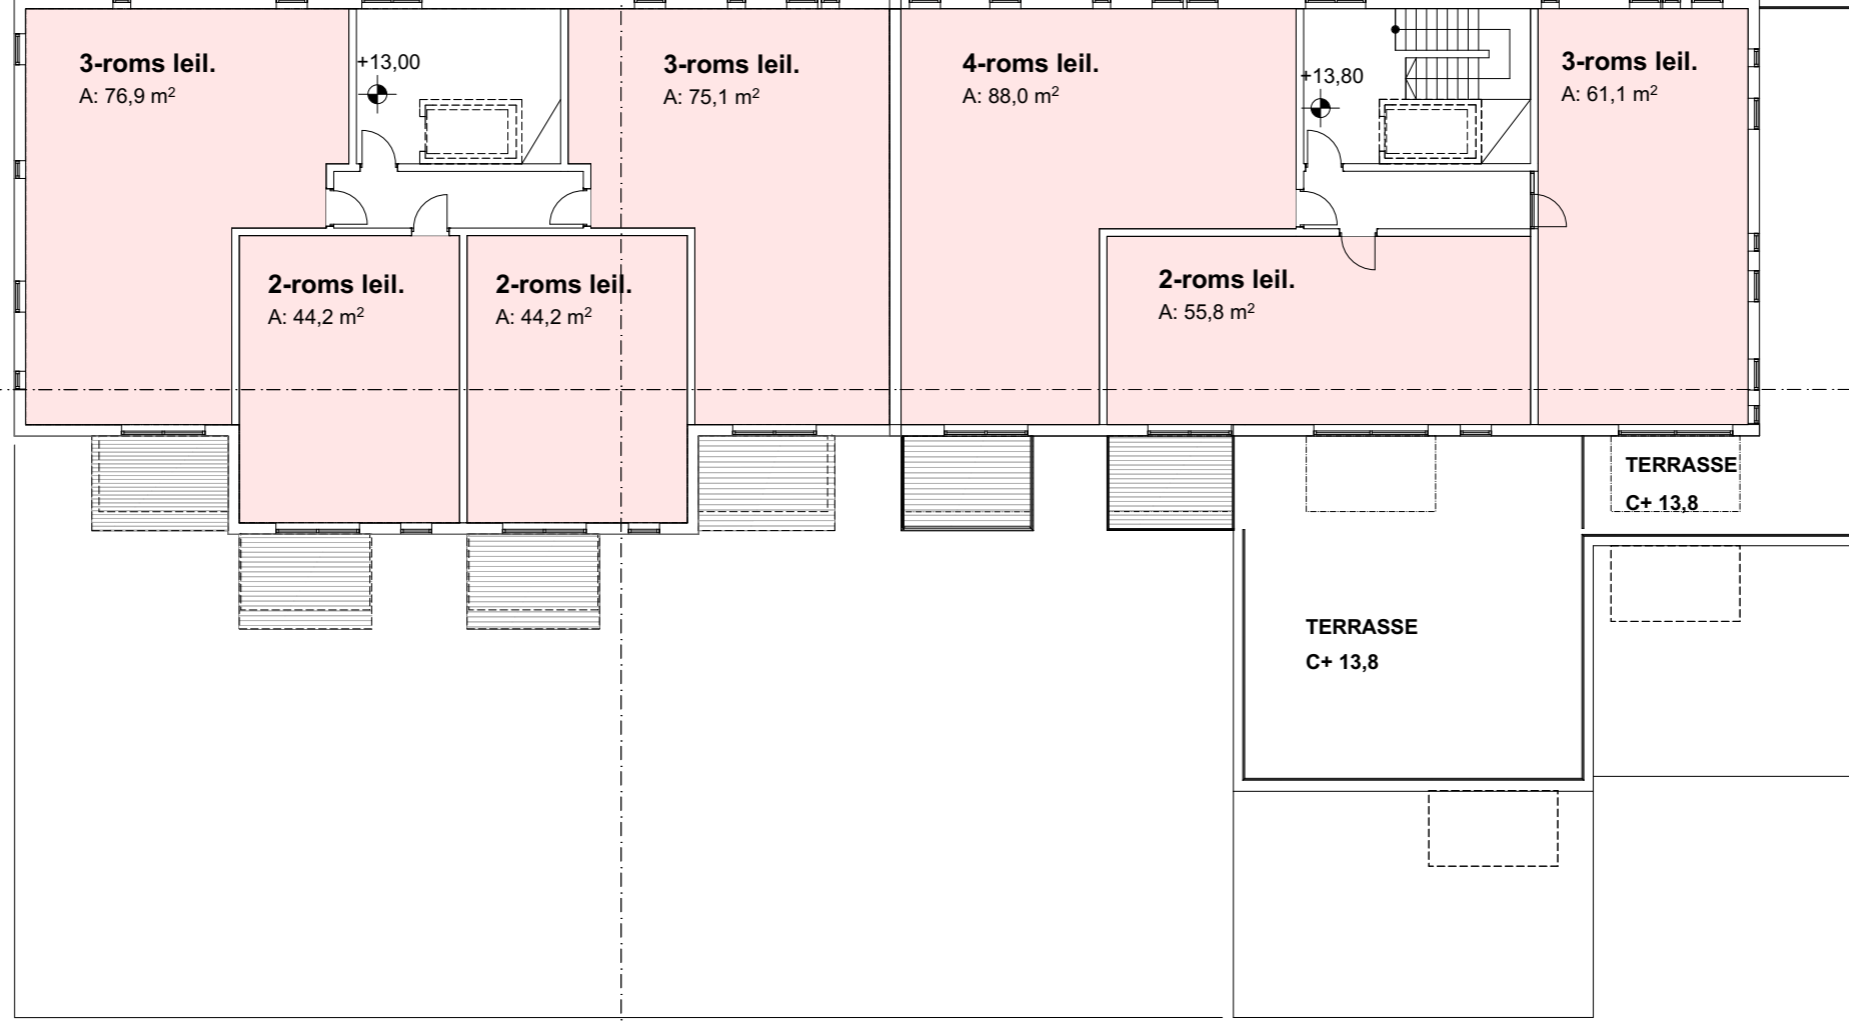 3-roms leil.
A: 76,9 m²
+13,00
3-roms leil.
A: 75,1 m²
4-roms leil.
A: 88,0 m²
+13,80
3-roms leil.
A: 61,1 m²
2-roms leil.
A: 44,2 m²
2-roms leil.
A: 44,2 m²
2-roms leil.
A: 55,8 m²
TERRASSE
C+ 13,8
TERRASSE
C+ 13,8